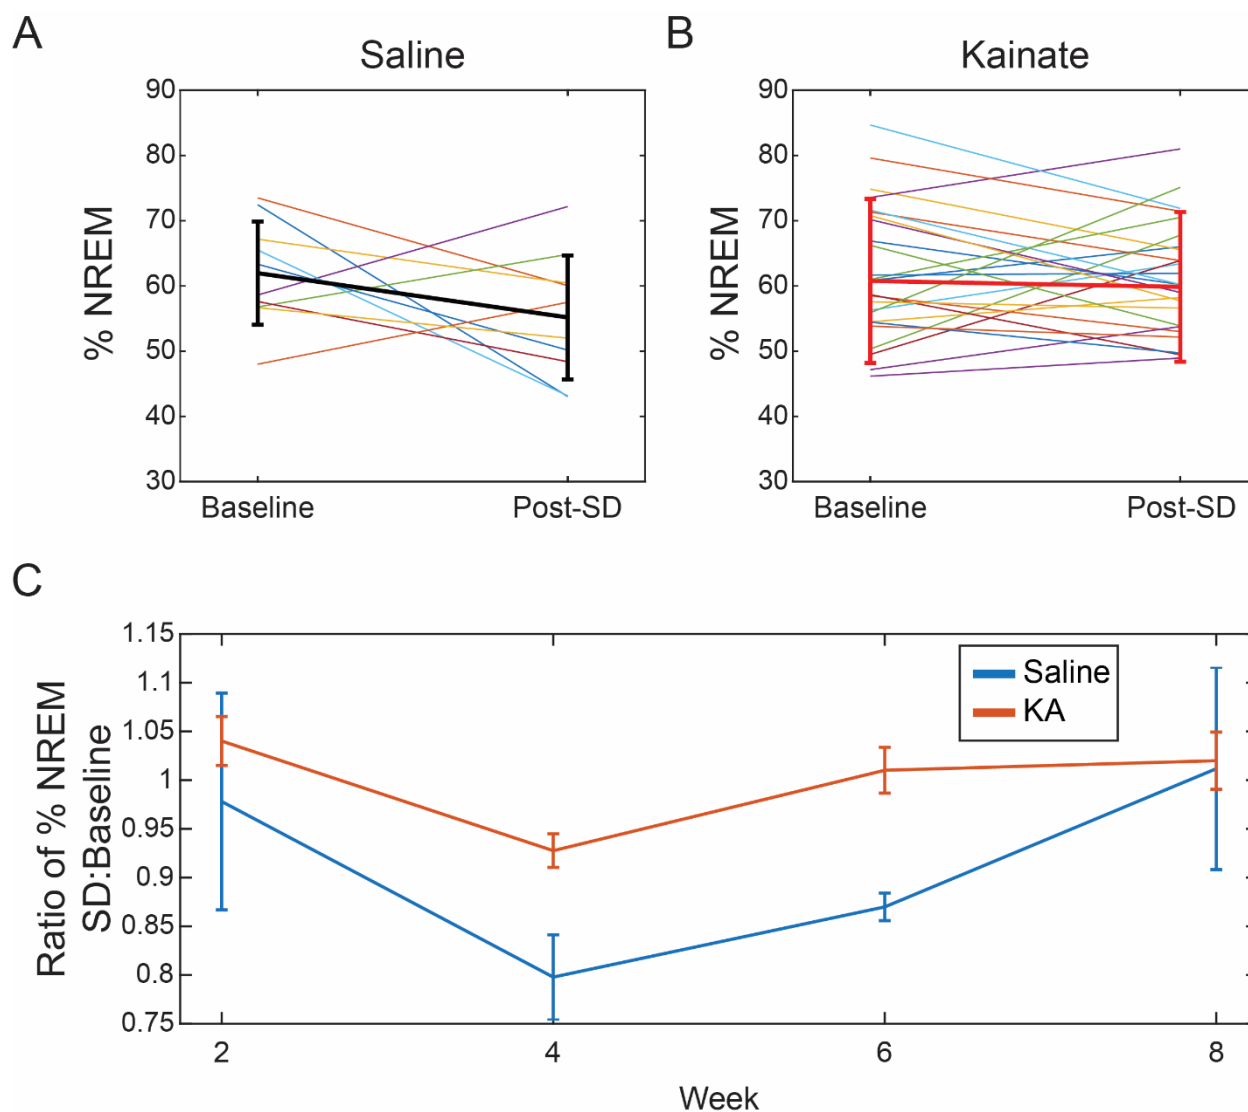 A
Saline
90
80
70
60
50
40
30
% NREM
Baseline
Post-SD
B
Kainate
90
80
70
60
50
40
30
% NREM
Baseline
Post-SD
C
1.15
1.1
1.05
1
0.95
0.9
0.85
0.8
0.75
Ratio of % NREM
SD:Baseline
Saline
KA
2
4
6
8
Week